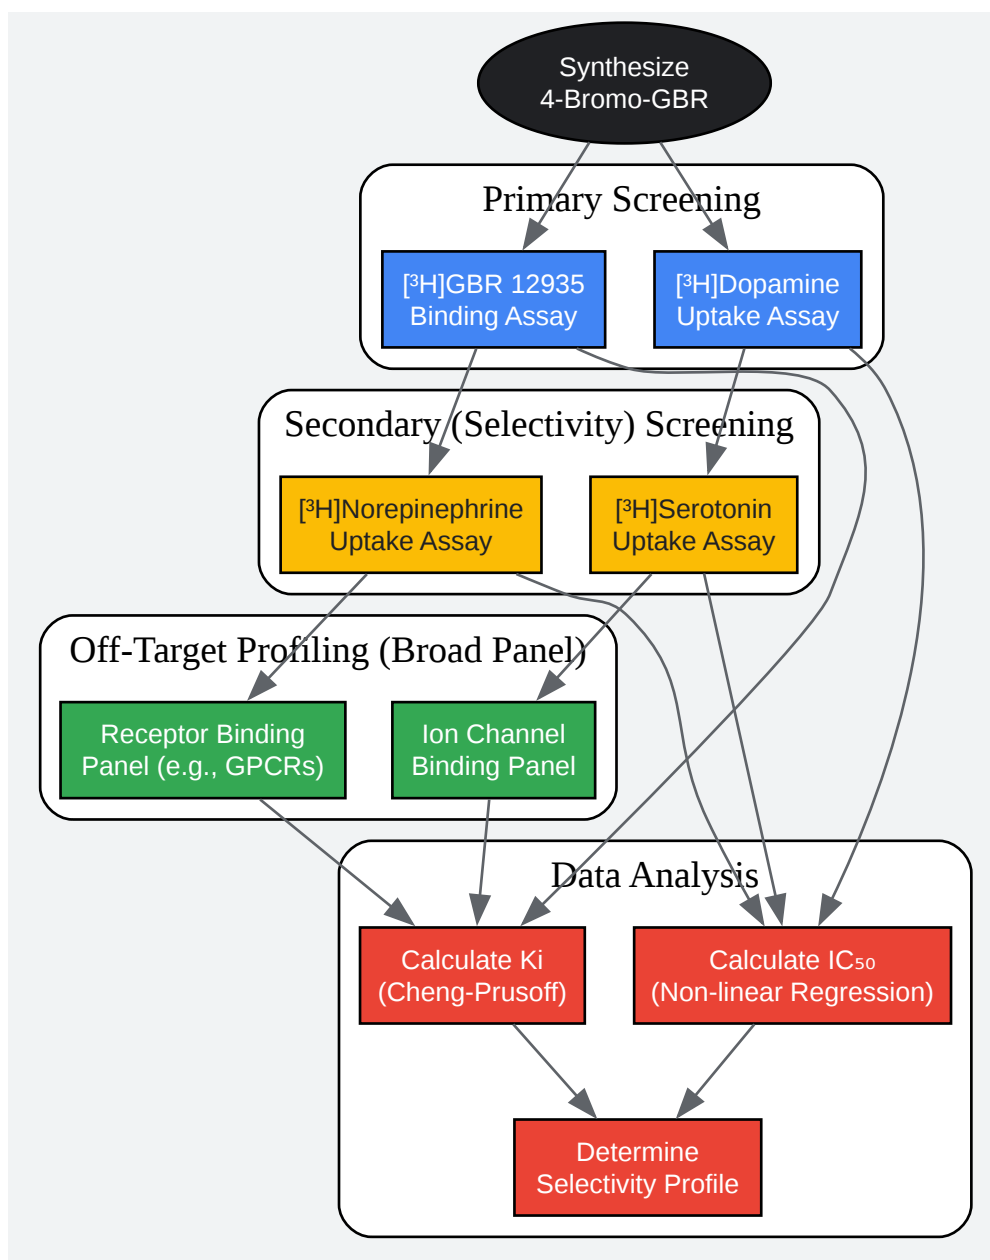 Synthesize
4-Bromo-GBR
Primary Screening
[³H]GBR 12935
Binding Assay
[³H]Dopamine
Uptake Assay
Secondary (Selectivity) Screening
[³H]Norepinephrine
Uptake Assay
[³H]Serotonin
Uptake Assay
Off-Target Profiling (Broad Panel)
Receptor Binding
Panel (e.g., GPCRs)
Ion Channel
Binding Panel
Data Analysis
Calculate Ki
(Cheng-Prusoff)
Calculate IC₅₀
(Non-linear Regression)
Determine
Selectivity Profile